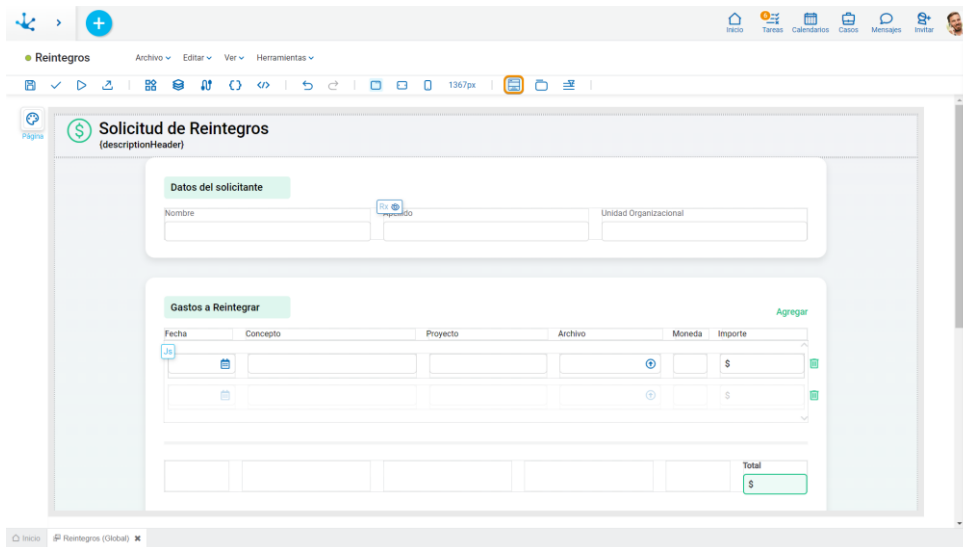 6
Inicio Tareas Calendarios Casos Mensajes Invitar
Reintegros Archivo Editar Ver Herramientas
1367px
Página
Solicitud de Reintegros
{descriptionHeader}
Datos del solicitante
Rx
Nombre Apellido Unidad Organizacional
Gastos a Reintegrar
Agregar
Fecha Concepto Proyecto Archivo Moneda Importe
Js
$
$
Total
$
Inicio Reintegros (Global)